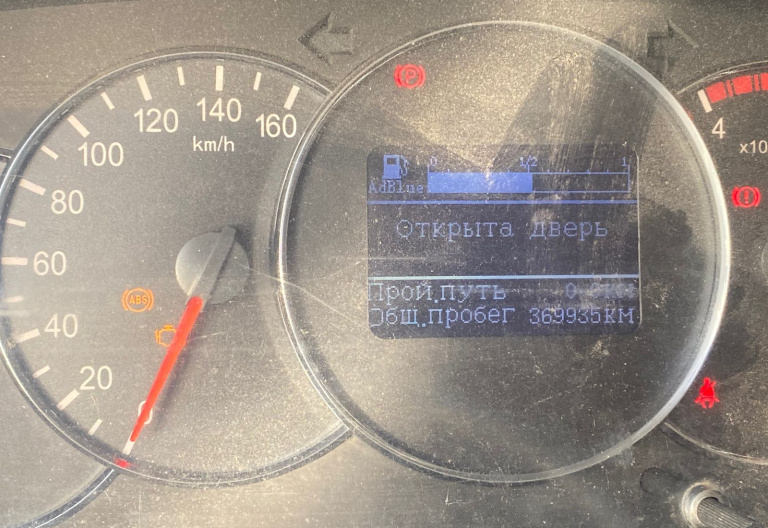 0 1/2 1
AdBlue
Открыта дверь
Прой.путь
Общ.пробег 369935км
20
40
60
80
100
120
140
160
km/h
ABS
P
4
x10